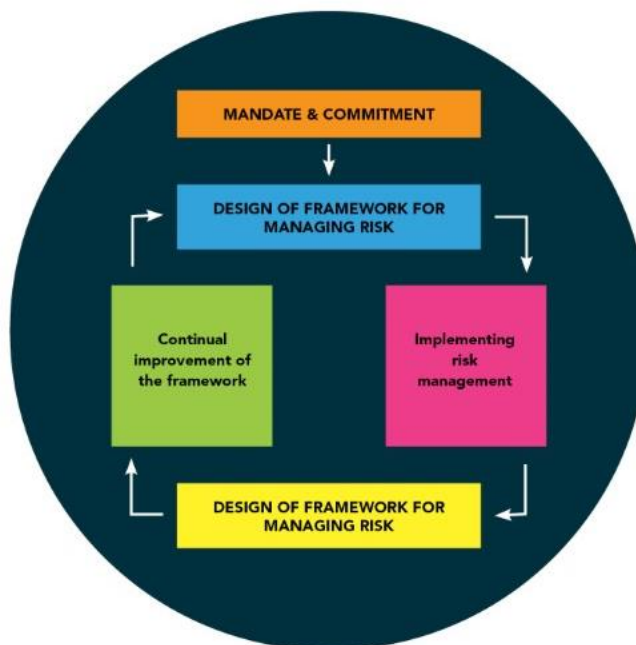 MANDATE & COMMITMENT
DESIGN OF FRAMEWORK FOR
MANAGING RISK
Continual
improvement of
the framework
Implementing
risk
management
DESIGN OF FRAMEWORK FOR
MANAGING RISK